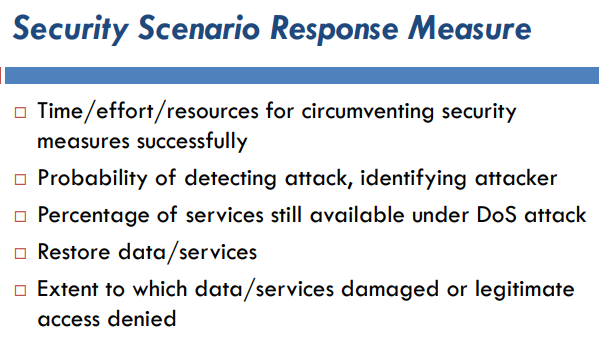 Security Scenario Response Measure
Time/effort/resources for circumventing security
measures successfully
Probability of detecting attack, identifying attacker
Percentage of services still available under DoS attack
Restore data/services
Extent to which data/services damaged or legitimate
access denied